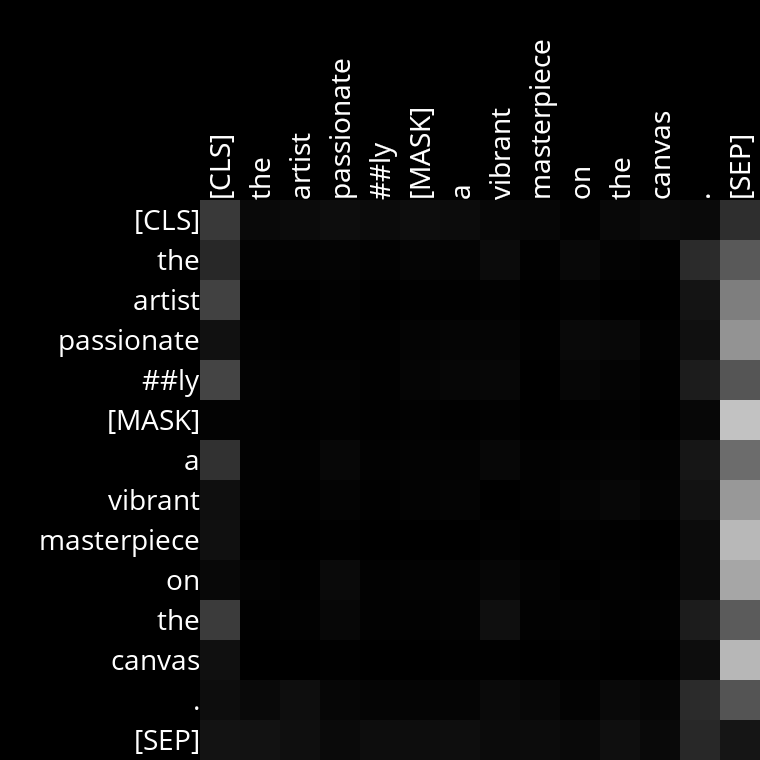 [CLS] the artist passionate ##ly [MASK] a vibrant masterpiece on the canvas . [SEP]
[CLS]
the
artist
passionate
##ly
[MASK]
a
vibrant
masterpiece
on
the
canvas
.
[SEP]